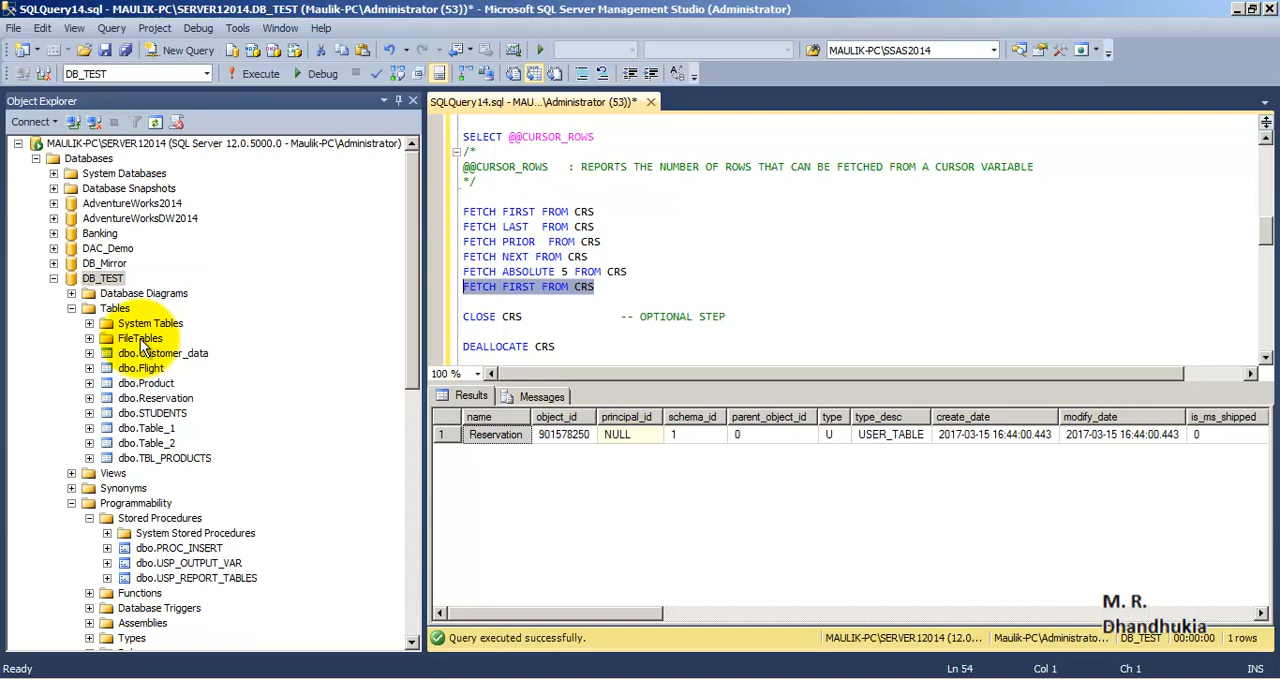 SQLQuery14.sql - MAULIK-PC\SERVER12014.DB_TEST (Maulik-PC\Administrator (53))* - Microsoft SQL Server Management Studio (Administrator)
File Edit View Query Project Debug Tools Window Help
New Query MAULIK-PC\SSAS2014
DB_TEST Execute Debug
Object Explorer
Connect
MAULIK-PC\SERVER12014 (SQL Server 12.0.5000.0 - Maulik-PC\Administrator)
Databases
System Databases
Database Snapshots
AdventureWorks2014
AdventureWorksDW2014
Banking
DAC_Demo
DB_Mirror
DB_TEST
Database Diagrams
Tables
System Tables
FileTables
dbo.Customer_data
dbo.Flight
dbo.Product
dbo.Reservation
dbo.STUDENTS
dbo.Table_1
dbo.Table_2
dbo.TBL_PRODUCTS
Views
Synonyms
Programmability
Stored Procedures
System Stored Procedures
dbo.PROC_INSERT
dbo.USP_OUTPUT_VAR
dbo.USP_REPORT_TABLES
Functions
Database Triggers
Assemblies
Types
SQLQuery14.sql - MAU...\Administrator (53))*
SELECT @@CURSOR_ROWS
/*
@@CURSOR_ROWS : REPORTS THE NUMBER OF ROWS THAT CAN BE FETCHED FROM A CURSOR VARIABLE
*/
FETCH FIRST FROM CRS
FETCH LAST FROM CRS
FETCH PRIOR FROM CRS
FETCH NEXT FROM CRS
FETCH ABSOLUTE 5 FROM CRS
FETCH FIRST FROM CRS
CLOSE CRS -- OPTIONAL STEP
DEALLOCATE CRS
100 %
Results Messages
name object_id principal_id schema_id parent_object_id type type_desc create_date modify_date is_ms_shipped
1 Reservation 901578250 NULL 1 0 U USER_TABLE 2017-03-15 16:44:00.443 2017-03-15 16:44:00.443 0
M. R.
Dhandhukia
Query executed successfully. MAULIK-PC\SERVER12014 (12.0... Maulik-PC\Administrato... DB_TEST 00:00:00 1 rows
Ready Ln 54 Col 1 Ch 1 INS